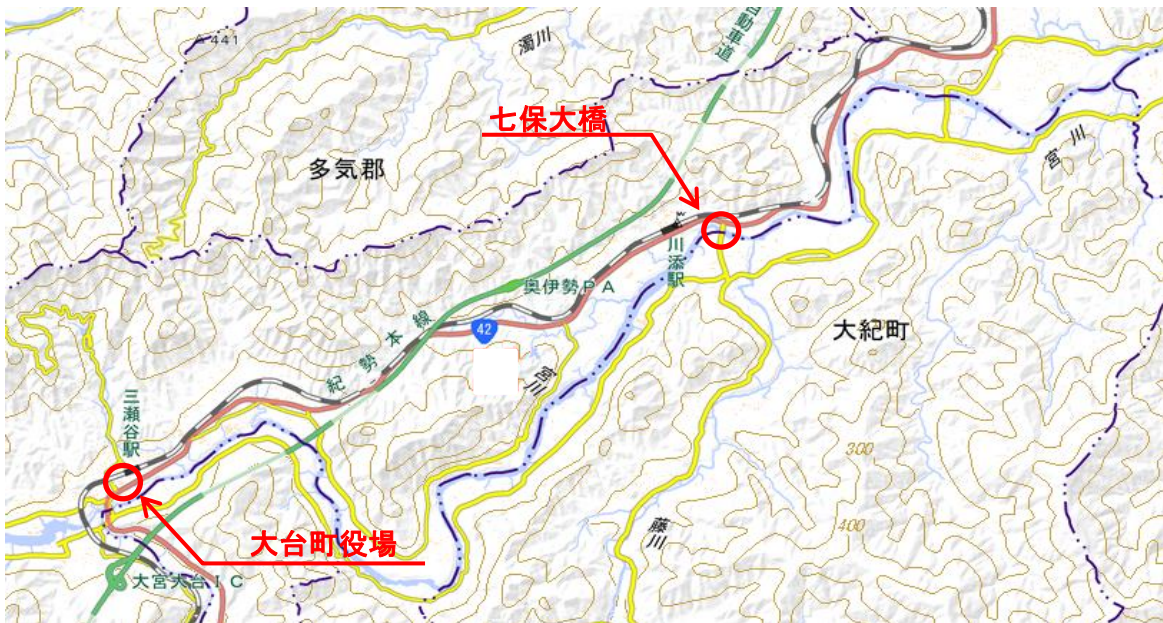 441
濁川
自動車道
七保大橋
多気郡
宮川
川添駅
奥伊勢PA
大紀町
42
紀勢本線
宮川
三瀬谷駅
300
藤川
400
大台町役場
大宮大台IC